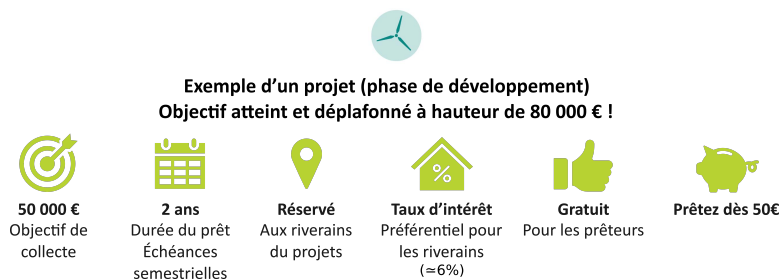 Exemple d’un projet (phase de développement)
Objectif atteint et déplafonné à hauteur de 80 000 € !
%
50 000 €
Objectif de
collecte
2 ans
Durée du prêt
Échéances
semestrielles
Réservé
Aux riverains
du projets
Taux d’intérêt
Préférentiel pour
les riverains
(≃6%)
Gratuit
Pour les prêteurs
Prêtez dès 50€